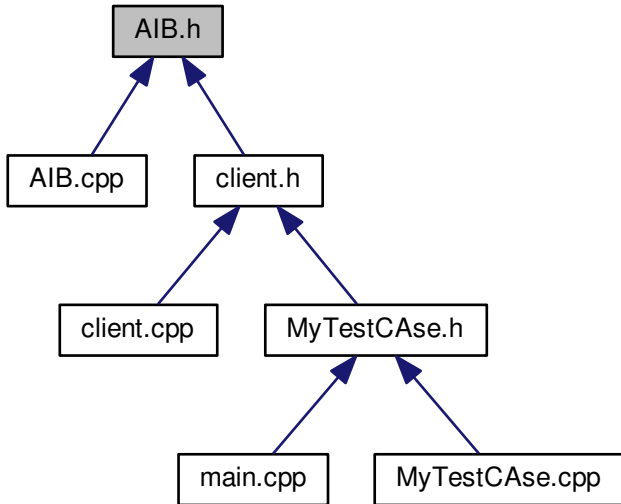 AIB.h
AIB.cpp
client.h
client.cpp
MyTestCAse.h
main.cpp
MyTestCAse.cpp